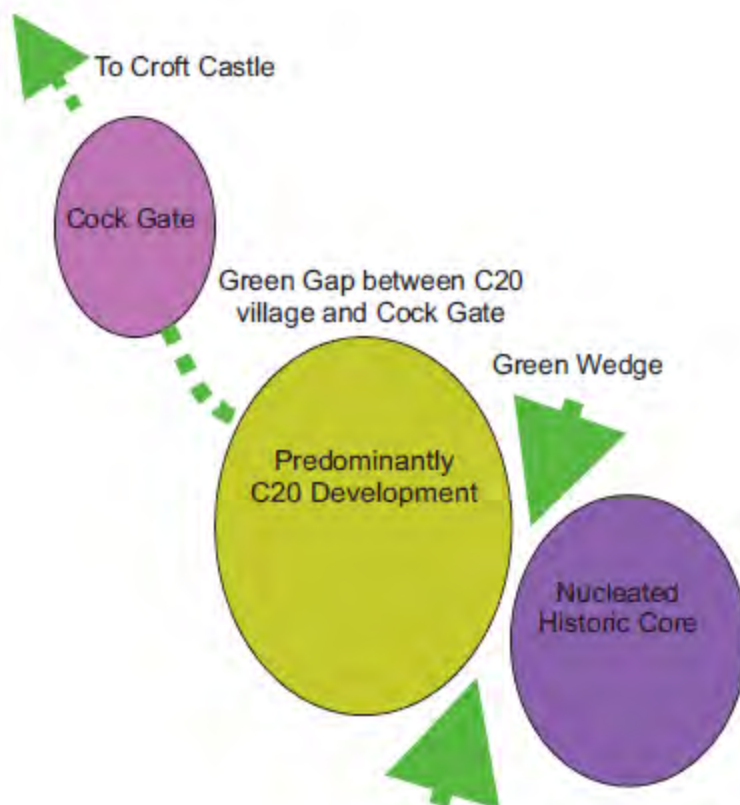 To Croft Castle
Cock Gate
Green Gap between C20
village and Cock Gate
Green Wedge
Predominantly
C20 Development
Nucleated
Historic Core